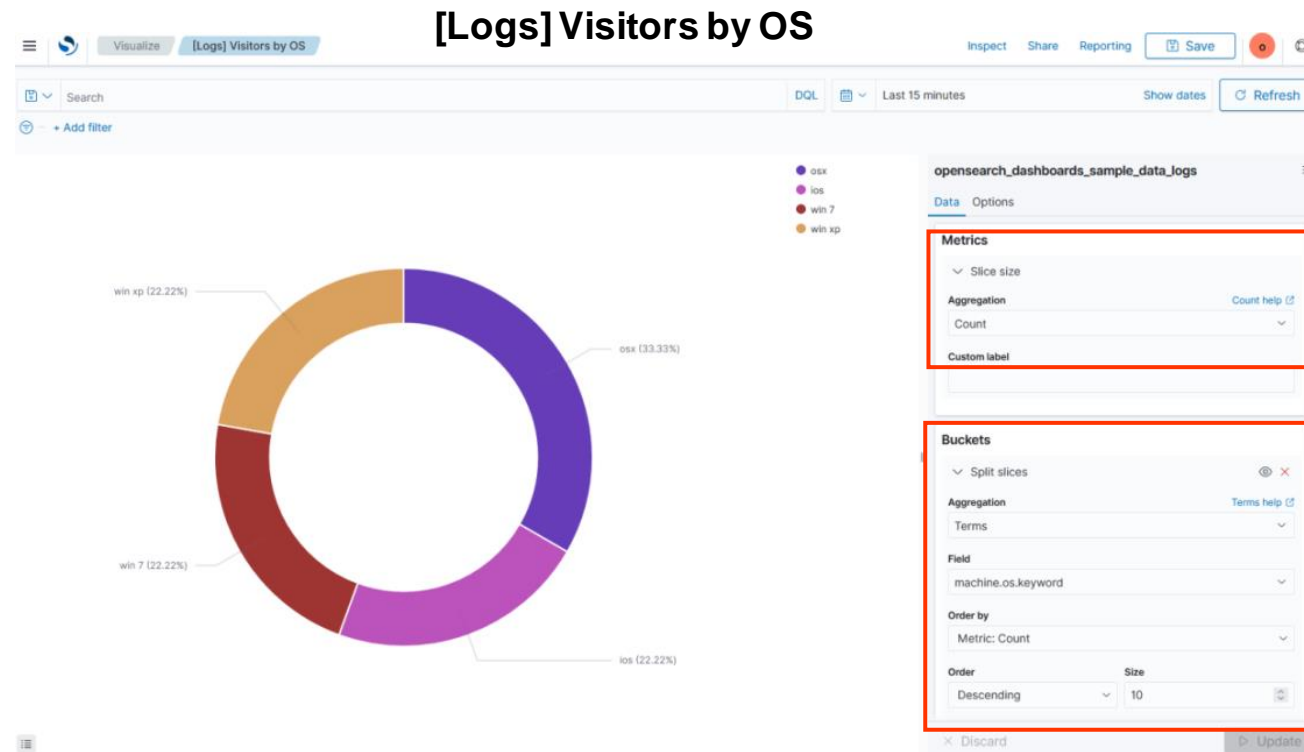 [Logs] Visitors by OS
Visualize [Logs] Visitors by OS Inspect Share Reporting Save o
Search DQL Last 15 minutes Show dates Refresh
+ Add filter
osx
ios
win 7
win xp
win xp (22.22%)
osx (33.33%)
win 7 (22.22%)
ios (22.22%)
opensearch_dashboards_sample_data_logs
Data Options
Metrics
Slice size
Aggregation Count help
Count
Custom label
Buckets
Split slices
Aggregation Terms help
Terms
Field
machine.os.keyword
Order by
Metric: Count
Order Size
Descending 10
Discard Update